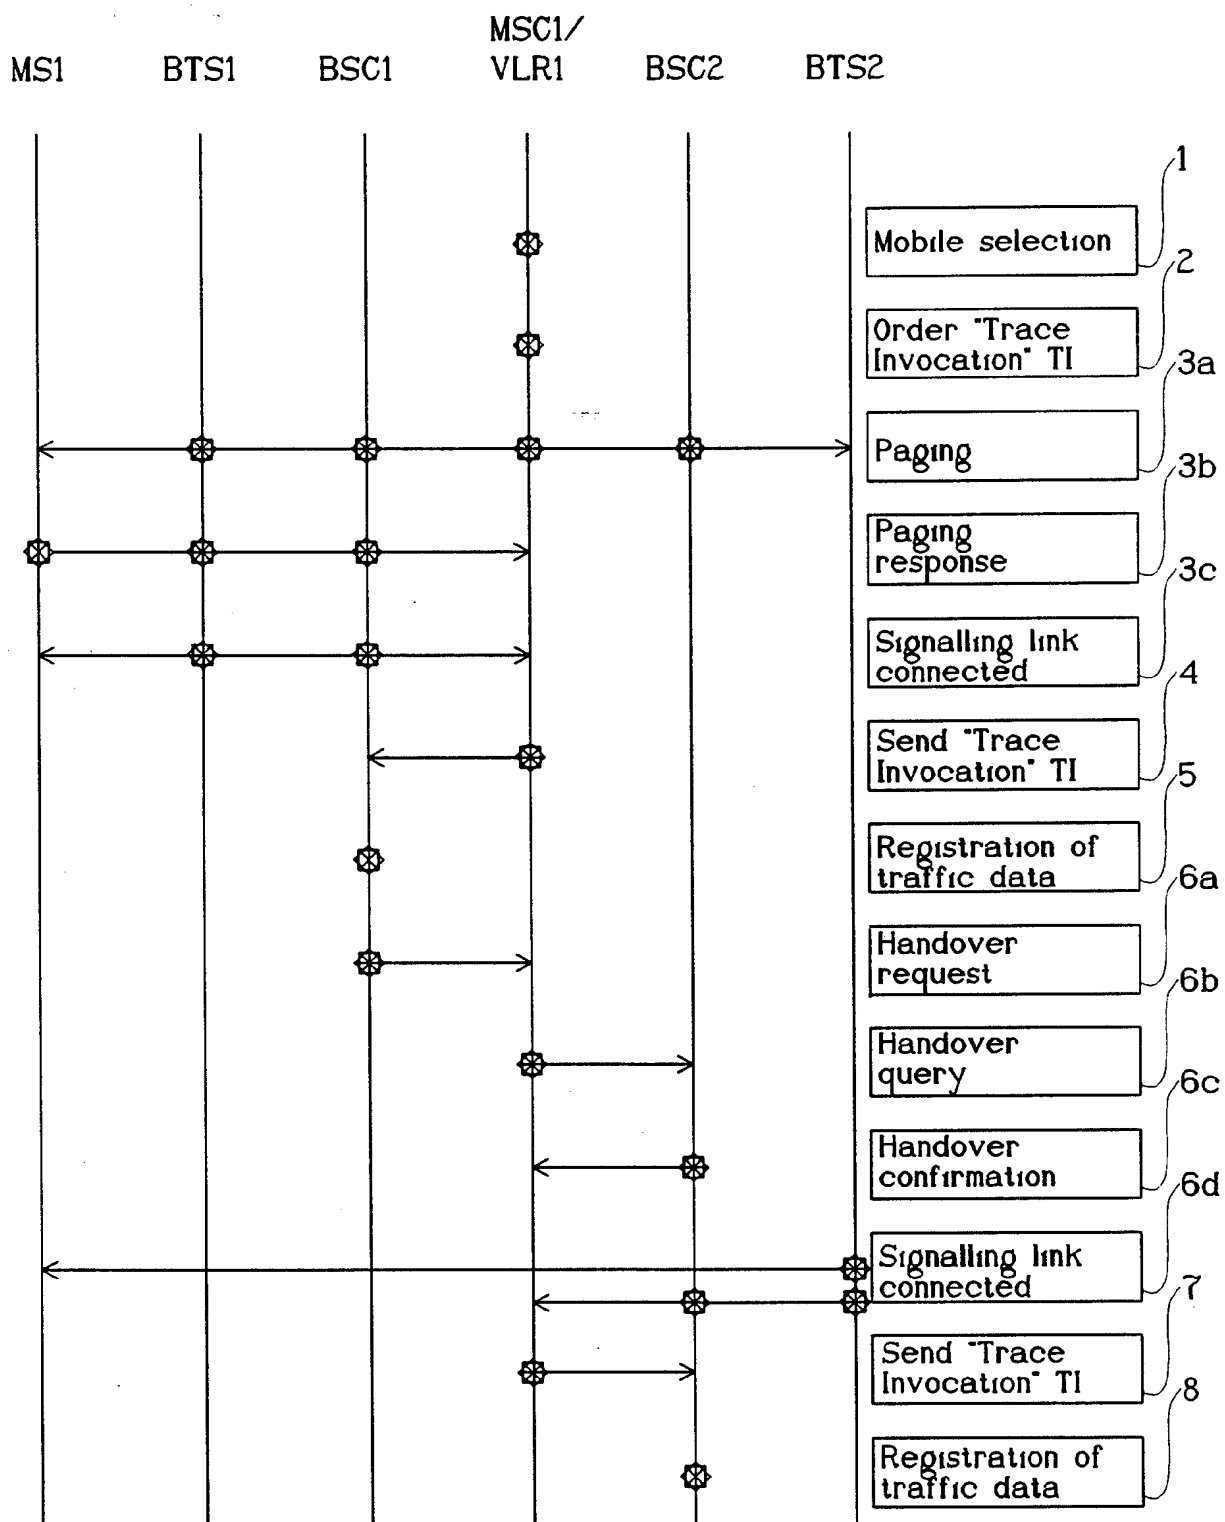 MSC1/
MS1 BTS1 BSC1 VLR1 BSC2 BTS2
1
Mobile selection
2
Order "Trace
Invocation" TI
3a
Paging
3b
Paging
response
3c
Signalling link
connected
4
Send "Trace
Invocation" TI
5
Registration of
traffic data
6a
Handover
request
6b
Handover
query
6c
Handover
confirmation
6d
Signalling link
connected
7
Send "Trace
Invocation" TI
8
Registration of
traffic data